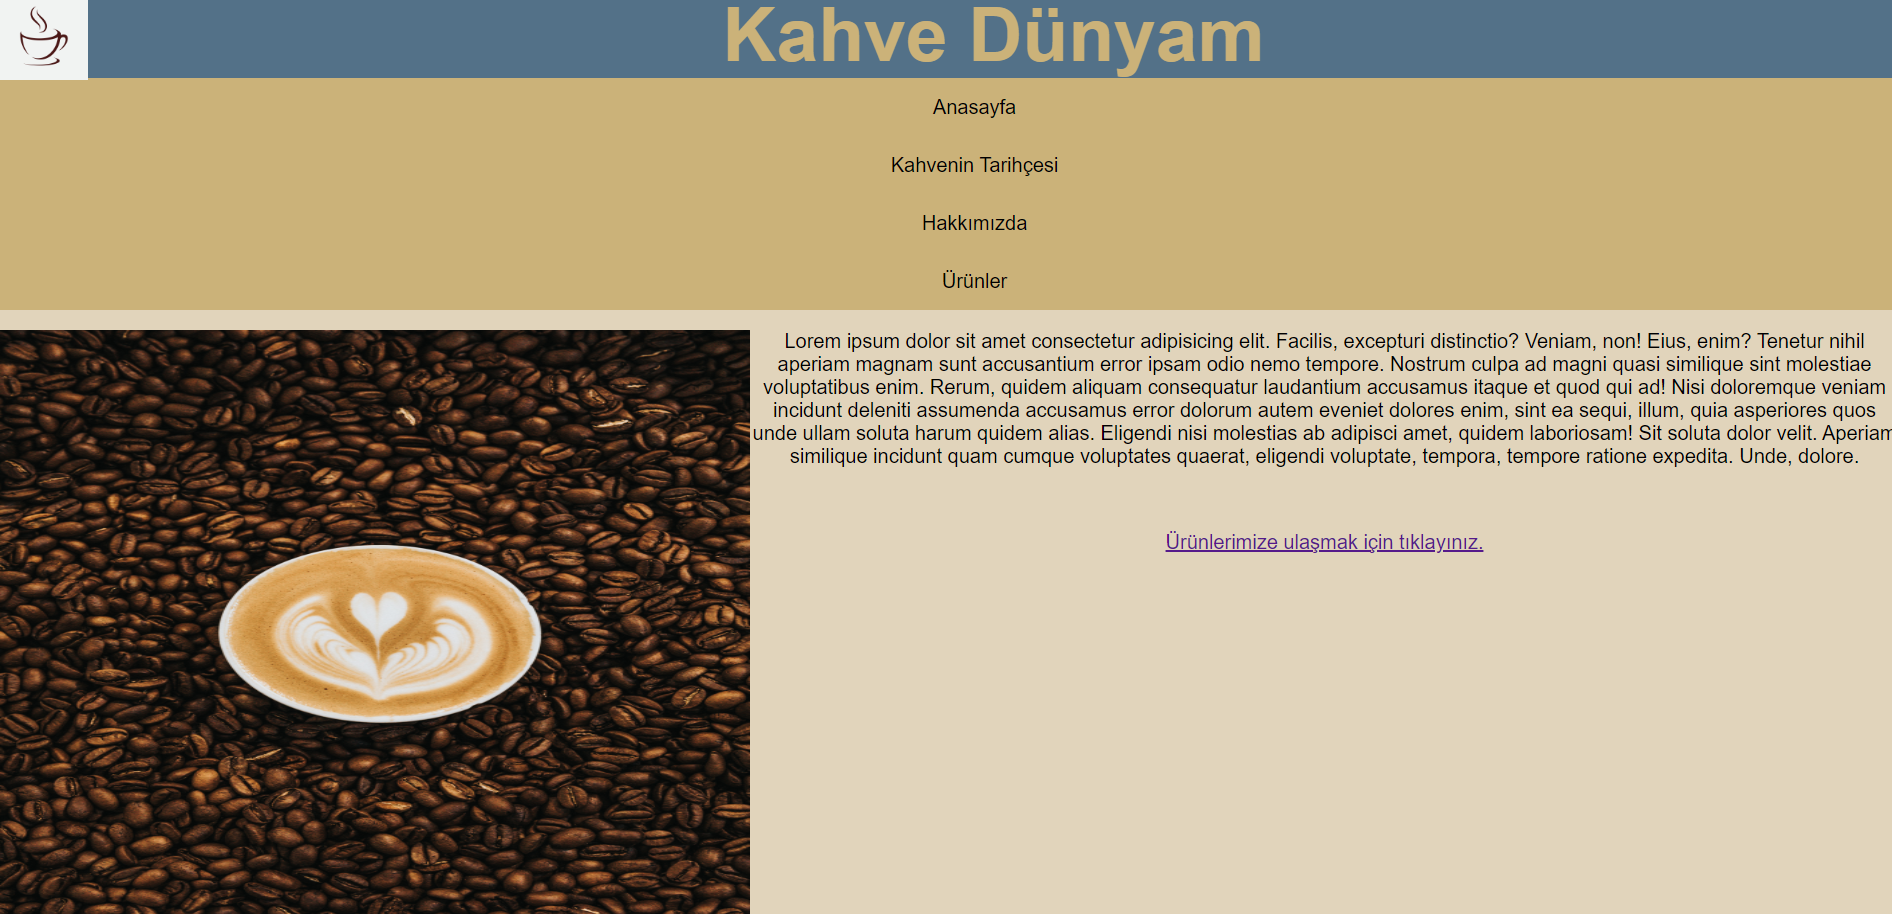 Kahve Dünyam
Anasayfa
Kahvenin Tarihçesi
Hakkımızda
Ürünler
Lorem ipsum dolor sit amet consectetur adipisicing elit. Facilis, excepturi distinctio? Veniam, non! Eius, enim? Tenetur nihil
aperiam magnam sunt accusantium error ipsam odio nemo tempore. Nostrum culpa ad magni quasi similique sint molestiae
voluptatibus enim. Rerum, quidem aliquam consequatur laudantium accusamus itaque et quod qui ad! Nisi doloremque veniam
incidunt deleniti assumenda accusamus error dolorum autem eveniet dolores enim, sint ea sequi, illum, quia asperiores quos
unde ullam soluta harum quidem alias. Eligendi nisi molestias ab adipisci amet, quidem laboriosam! Sit soluta dolor velit. Aperiam
similique incidunt quam cumque voluptates quaerat, eligendi voluptate, tempora, tempore ratione expedita. Unde, dolore.
Ürünlerimize ulaşmak için tıklayınız.